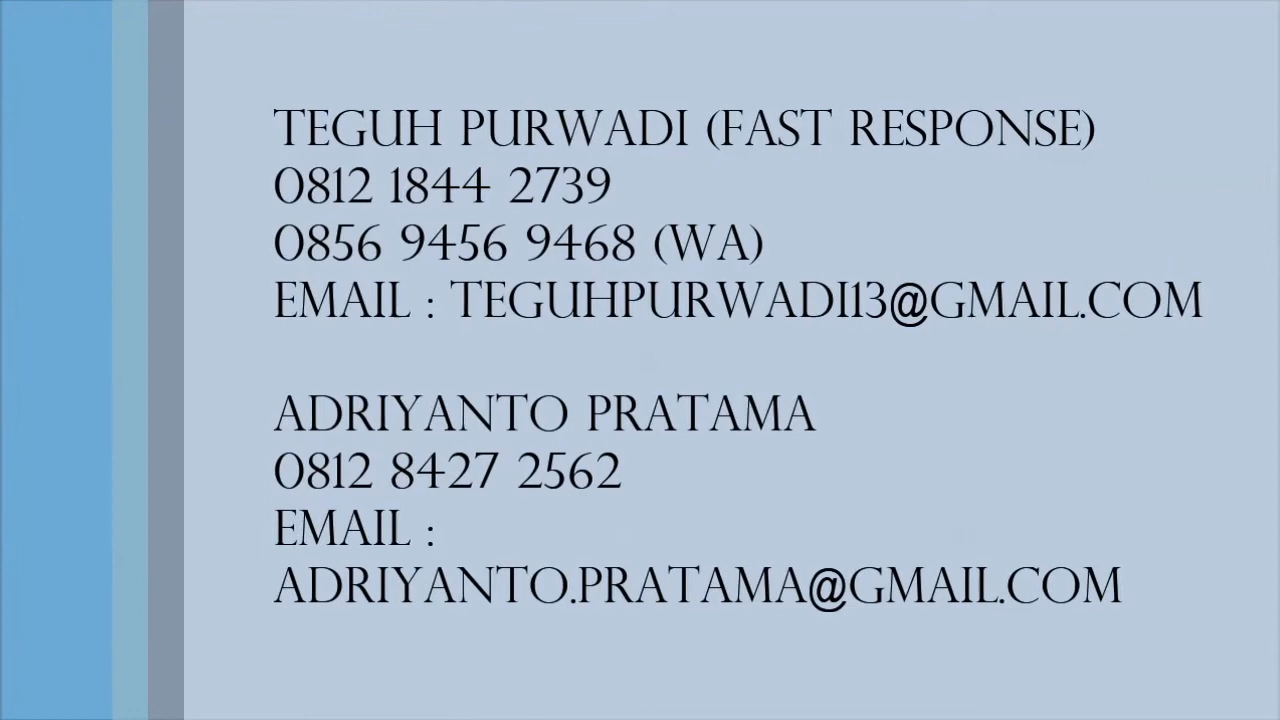 TEGUH PURWADI (FAST RESPONSE)
0812 1844 2739
0856 9456 9468 (WA)
EMAIL : TEGUHPURWADI113@GMAIL.COM
ADRIYANTO PRATAMA
0812 8427 2562
EMAIL :
ADRIYANTO.PRATAMA@GMAIL.COM